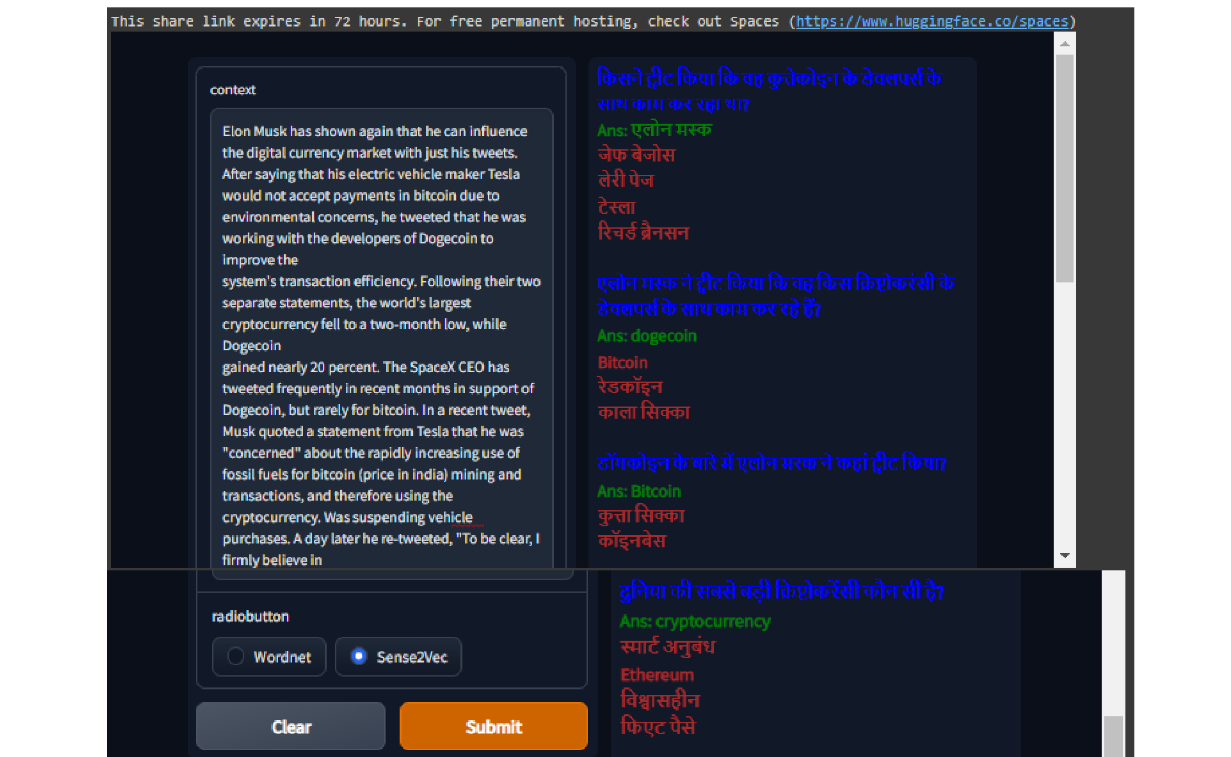 This share link expires in 72 hours. For free permanent hosting, check out Spaces (https://www.huggingface.co/spaces)
context
Elon Musk has shown again that he can influence
the digital currency market with just his tweets.
After saying that his electric vehicle maker Tesla
would not accept payments in bitcoin due to
environmental concerns, he tweeted that he was
working with the developers of Dogecoin to
improve the
system's transaction efficiency. Following their two
separate statements, the world's largest
cryptocurrency fell to a two-month low, while
Dogecoin
gained nearly 20 percent. The SpaceX CEO has
tweeted frequently in recent months in support of
Dogecoin, but rarely for bitcoin. In a recent tweet,
Musk quoted a statement from Tesla that he was
"concerned" about the rapidly increasing use of
fossil fuels for bitcoin (price in india) mining and
transactions, and therefore using the
cryptocurrency. Was suspending vehicle
purchases. A day later he re-tweeted, "To be clear, I
firmly believe in
radiobutton
Wordnet
Sense2Vec
Clear
Submit
किसने ट्वीट किया कि वह कुत्तेकोइन के डेवलपर्स के
साथ काम कर रहा था?
Ans: एलोन मस्क
जेफ बेजोस
लेरी पेज
टेस्ला
रिचर्ड ब्रैनसन
एलोन मस्क ने ट्वीट किया कि वह किस क्रिप्टोकरंसी के
डेवलपर्स के साथ काम कर रहे हैं?
Ans: dogecoin
Bitcoin
रेडकॉइन
काला सिक्का
डॉगकोइन के बारे में एलोन मस्क ने कहां ट्वीट किया?
Ans: Bitcoin
कुत्ता सिक्का
कॉइनबेस
दुनिया की सबसे बड़ी क्रिप्टोकरेंसी कौन सी है?
Ans: cryptocurrency
स्मार्ट अनुबंध
Ethereum
विश्वासहीन
फिएट पैसे